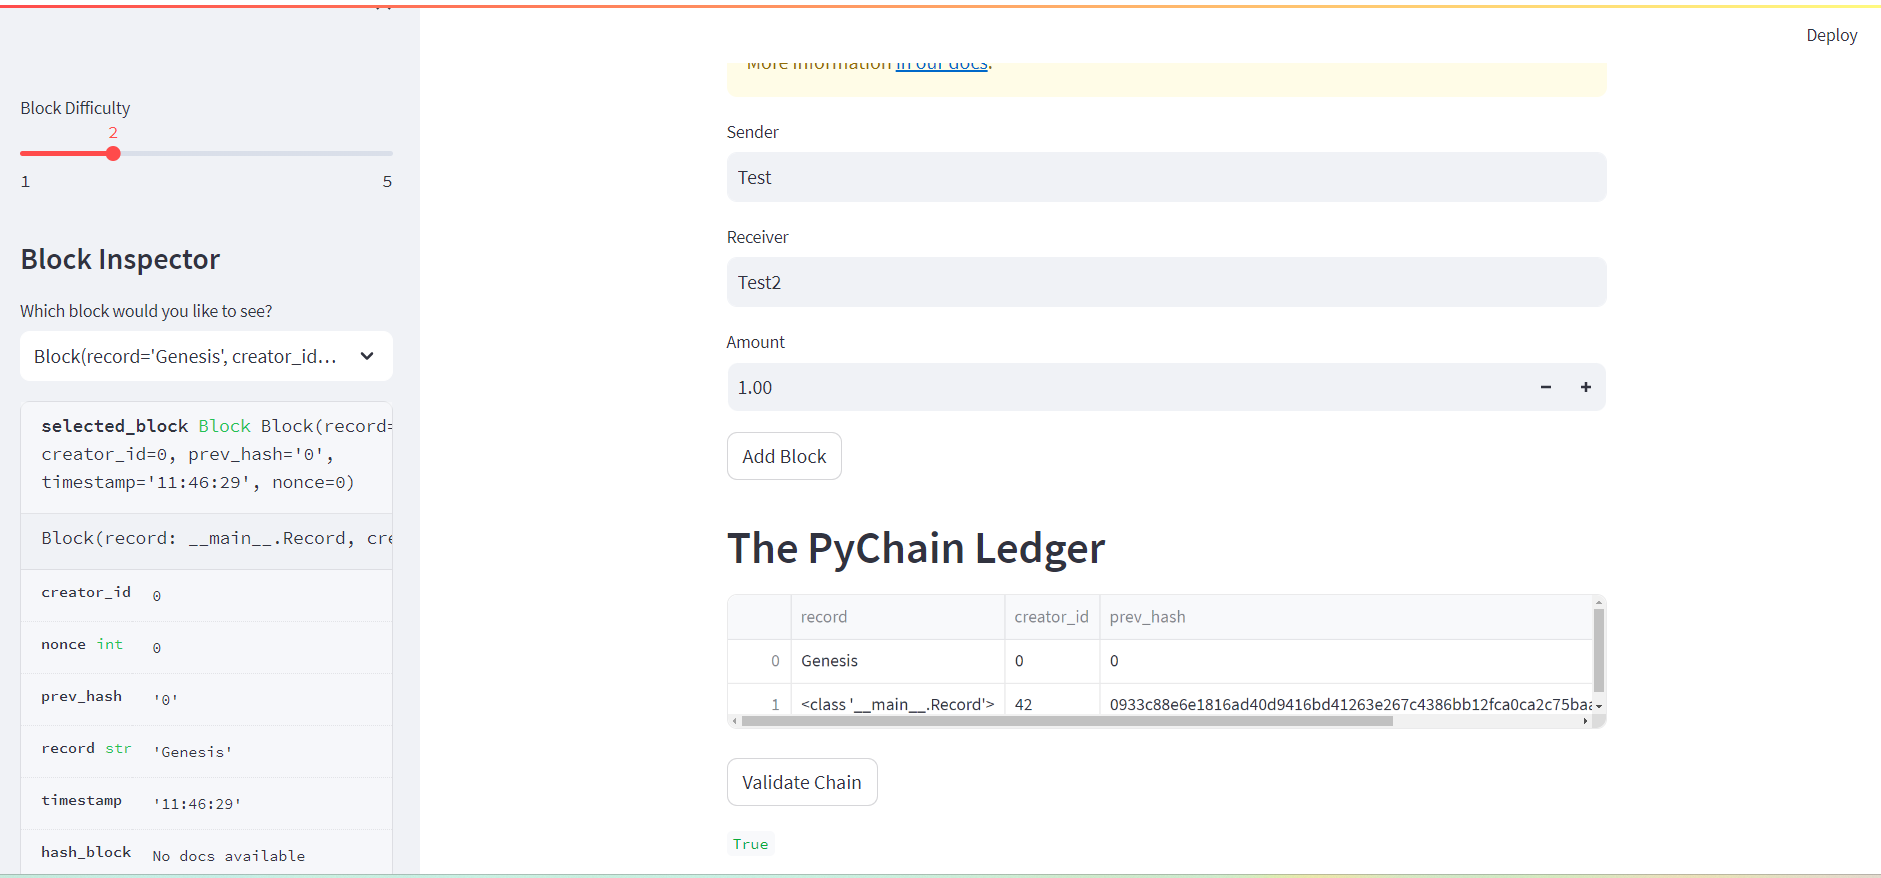 Deploy
Block Difficulty
2
1
5
Block Inspector
Which block would you like to see?
Block(record='Genesis', creator_id...
selected_block Block Block(record=
creator_id=0, prev_hash='0',
timestamp='11:46:29', nonce=0)
Block(record: __main__.Record, cre
creator_id 0
nonce int 0
prev_hash '0'
record str 'Genesis'
timestamp '11:46:29'
hash_block No docs available
More information in our docs.
Sender
Test
Receiver
Test2
Amount
1.00
Add Block
The PyChain Ledger
record creator_id prev_hash
0 Genesis 0 0
1 <class '__main__.Record'> 42 0933c88e6e1816ad40d9416bd41263e267c4386bb12fca0ca2c75baa
Validate Chain
True